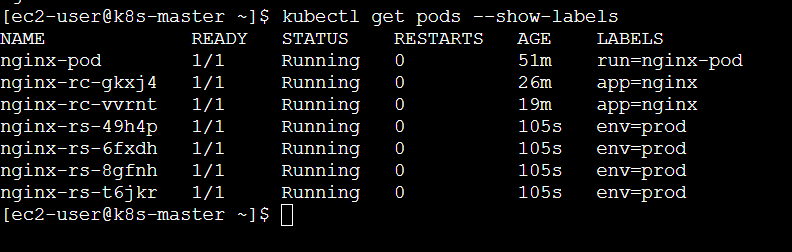 [ec2-user@k8s-master ~]$ kubectl get pods --show-labels
NAME READY STATUS RESTARTS AGE LABELS
nginx-pod 1/1 Running 0 51m run=nginx-pod
nginx-rc-gkxj4 1/1 Running 0 26m app=nginx
nginx-rc-vvrnt 1/1 Running 0 19m app=nginx
nginx-rs-49h4p 1/1 Running 0 105s env=prod
nginx-rs-6fxdh 1/1 Running 0 105s env=prod
nginx-rs-8gfnh 1/1 Running 0 105s env=prod
nginx-rs-t6jkr 1/1 Running 0 105s env=prod
[ec2-user@k8s-master ~]$